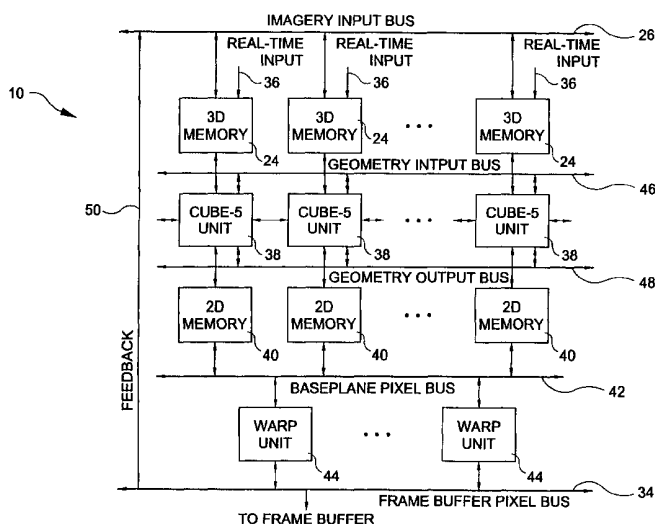 IMAGERY INPUT BUS
26
REAL-TIME INPUT
REAL-TIME INPUT
REAL-TIME INPUT
36
36
36
10
3D MEMORY
3D MEMORY
3D MEMORY
24
24
24
GEOMETRY INTPUT BUS
46
50
CUBE-5 UNIT
CUBE-5 UNIT
CUBE-5 UNIT
38
38
38
GEOMETRY OUTPUT BUS
48
2D MEMORY
2D MEMORY
2D MEMORY
40
40
40
FEEDBACK
BASEPLANE PIXEL BUS
42
WARP UNIT
WARP UNIT
44
44
34
FRAME BUFFER PIXEL BUS
TO FRAME BUFFER